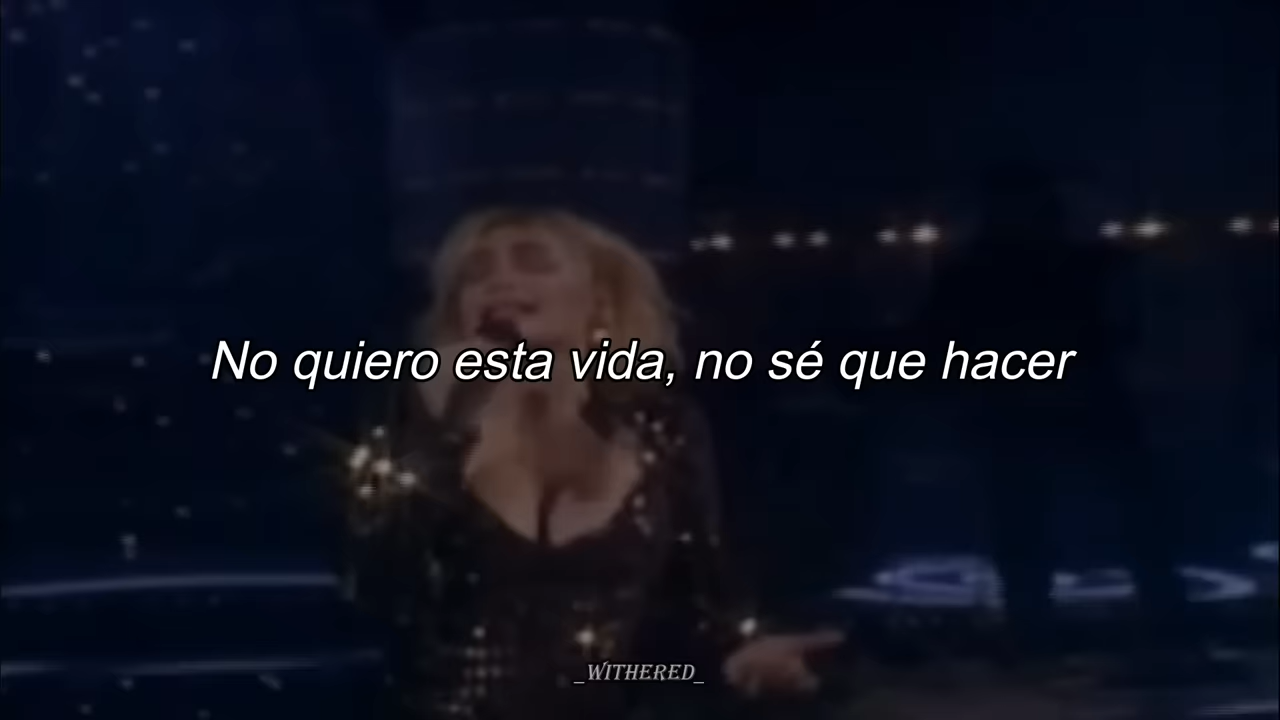 No quiero esta vida, no sé que hacer
_WITHERED_